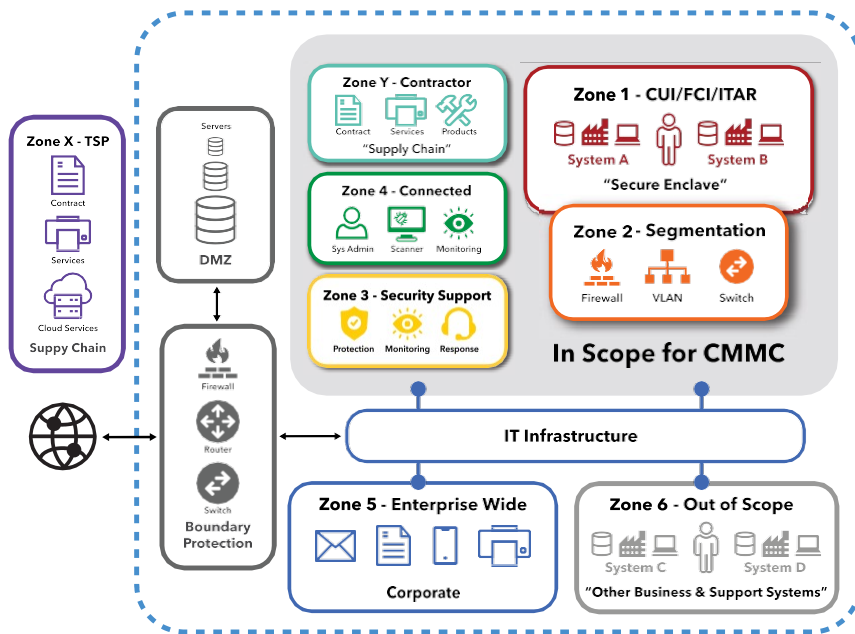 Zone X - TSP
Contract
Services
Cloud Services
Suppy Chain
Servers
DMZ
Firewall
Router
Switch
Boundary
Protection
Zone Y - Contractor
Contract
Services
Products
“Supply Chain”
Zone 4 - Connected
Sys Admin
Scanner
Monitoring
Zone 3 - Security Support
Protection
Monitoring
Response
Zone 1 - CUI/FCI/ITAR
System A
System B
“Secure Enclave”
Zone 2 - Segmentation
Firewall
VLAN
Switch
In Scope for CMMC
IT Infrastructure
Zone 5 - Enterprise Wide
Corporate
Zone 6 - Out of Scope
System C
System D
“Other Business & Support Systems”